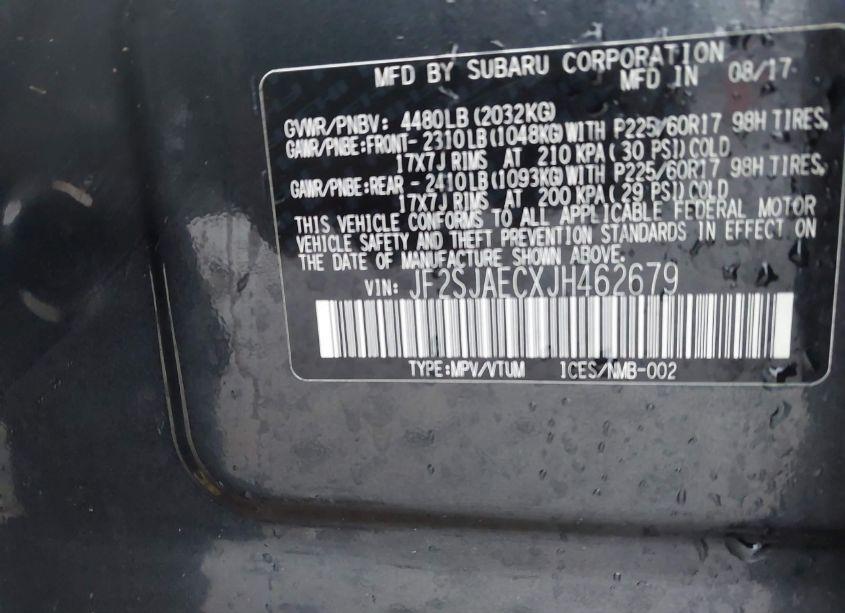 MFD BY SUBARU CORPORATION
MFD IN 08/17
GVWR/PNBV: 4480LB (2032KG)
GAWR/PNBE:FRONT- 2310LB (1048KG) WITH P225/60R17 98H TIRES,
17X7J RIMS AT 210 KPA( 30 PSI)COLD
GAWR/PNBE:REAR - 2410LB (1093KG) WITH P225/60R17 98H TIRES,
17X7J RIMS AT 200 KPA( 29 PSI)COLD
THIS VEHICLE CONFORMS TO ALL APPLICABLE FEDERAL MOTOR
VEHICLE SAFETY AND THEFT PREVENTION STANDARDS IN EFFECT ON
THE DATE OF MANUFACTURE SHOWN ABOVE.
VIN: JF2SJAECXJH462679
TYPE:MPV/VTUM ICES/NMB-002